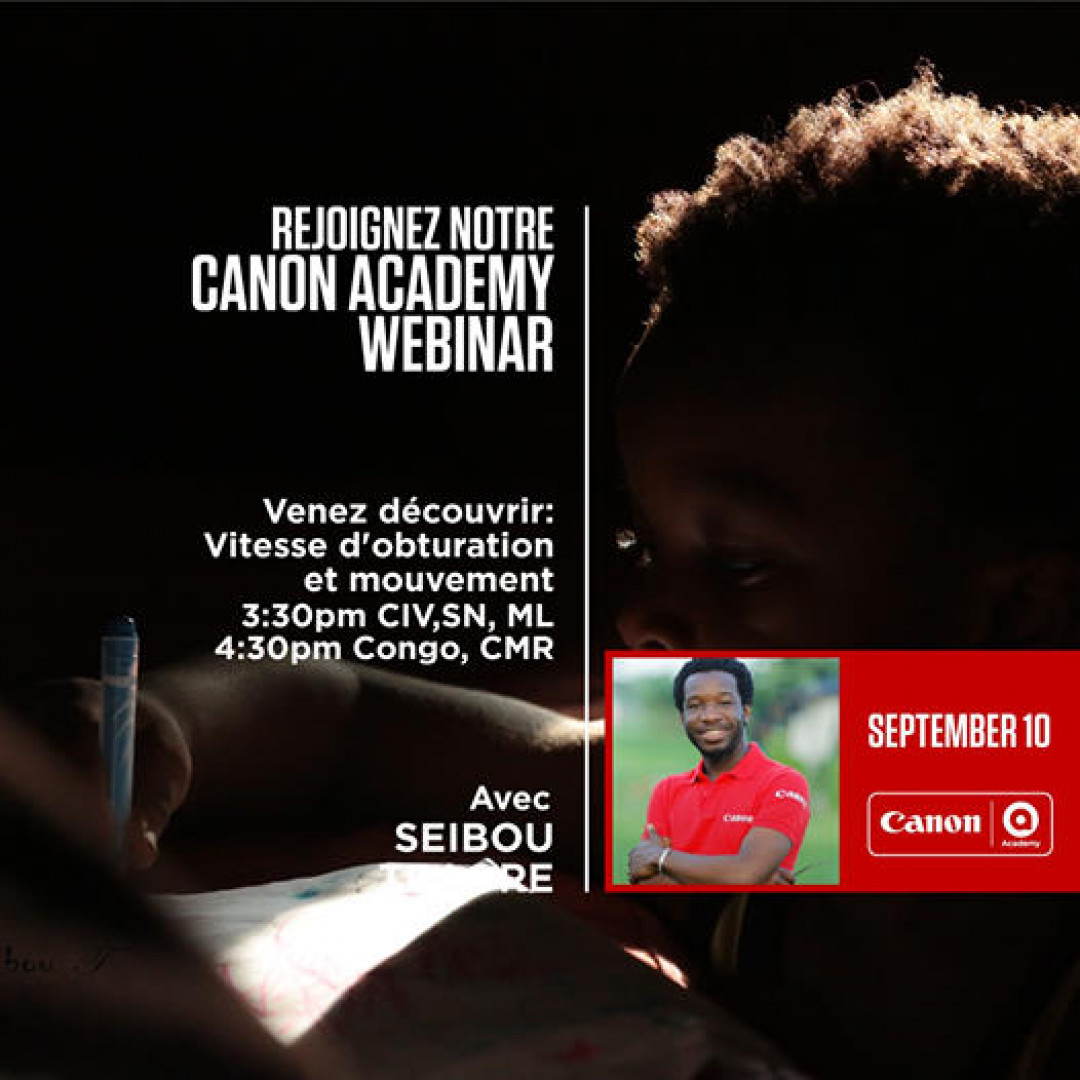 REJOIGNEZ NOTRE
CANON ACADEMY
WEBINAR
Venez découvrir:
Vitesse d'obturation
et mouvement
3:30pm CIV,SN, ML
4:30pm Congo, CMR
Avec
SEIBOU
SEPTEMBER 10
Canon
Academy
Canon